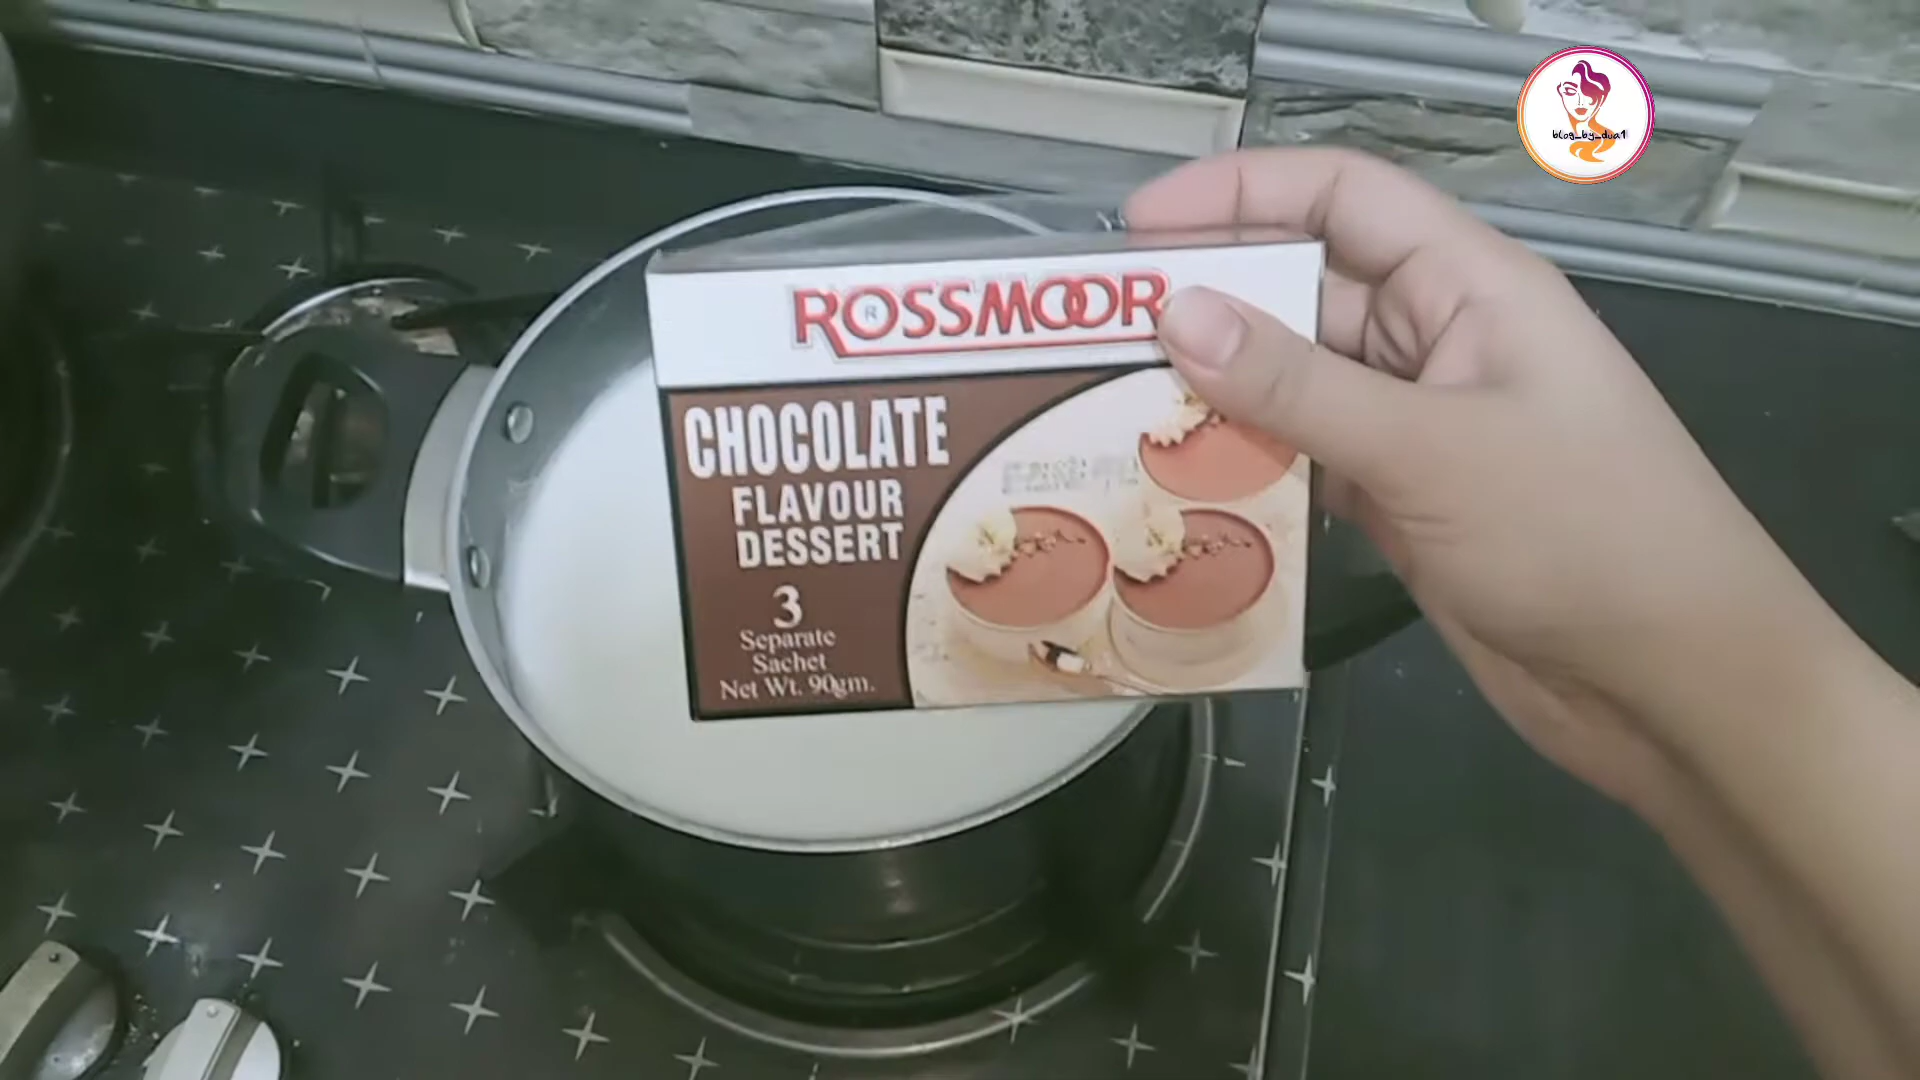 blog_by_dua1
ROSSMOOR
R
CHOCOLATE
FLAVOUR
DESSERT
3
Separate
Sachet
Net Wt. 90gm.